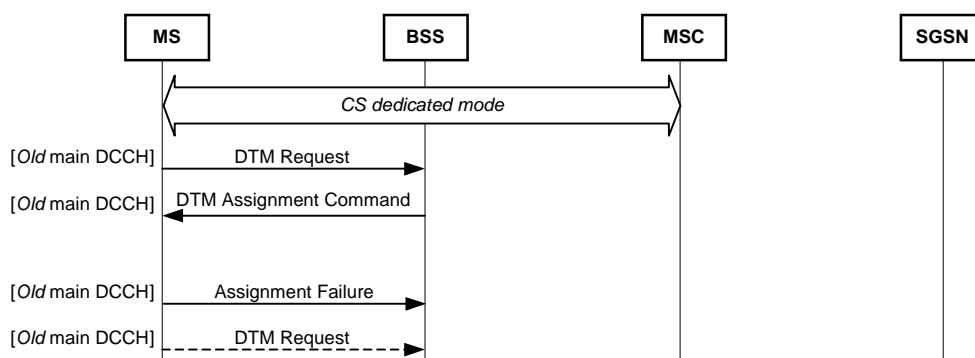 MS
BSS
MSC
SGSN
CS dedicated mode
[Old main DCCH]
DTM Request
[Old main DCCH]
DTM Assignment Command
[Old main DCCH]
Assignment Failure
[Old main DCCH]
DTM Request